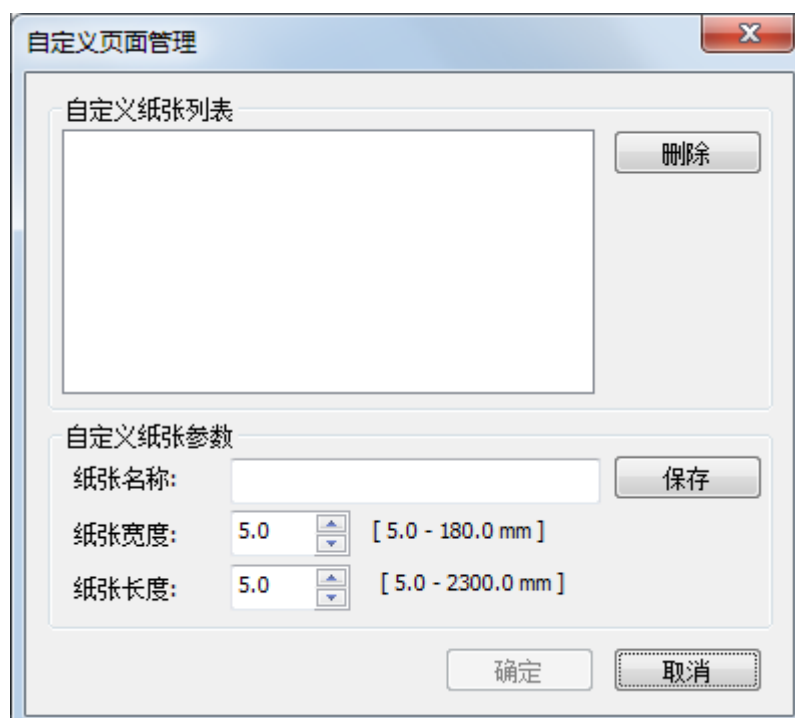 自定义页面管理
自定义纸张列表
删除
自定义纸张参数
纸张名称:
保存
纸张宽度: 5.0 [ 5.0 - 180.0 mm ]
纸张长度: 5.0 [ 5.0 - 2300.0 mm ]
确定 取消